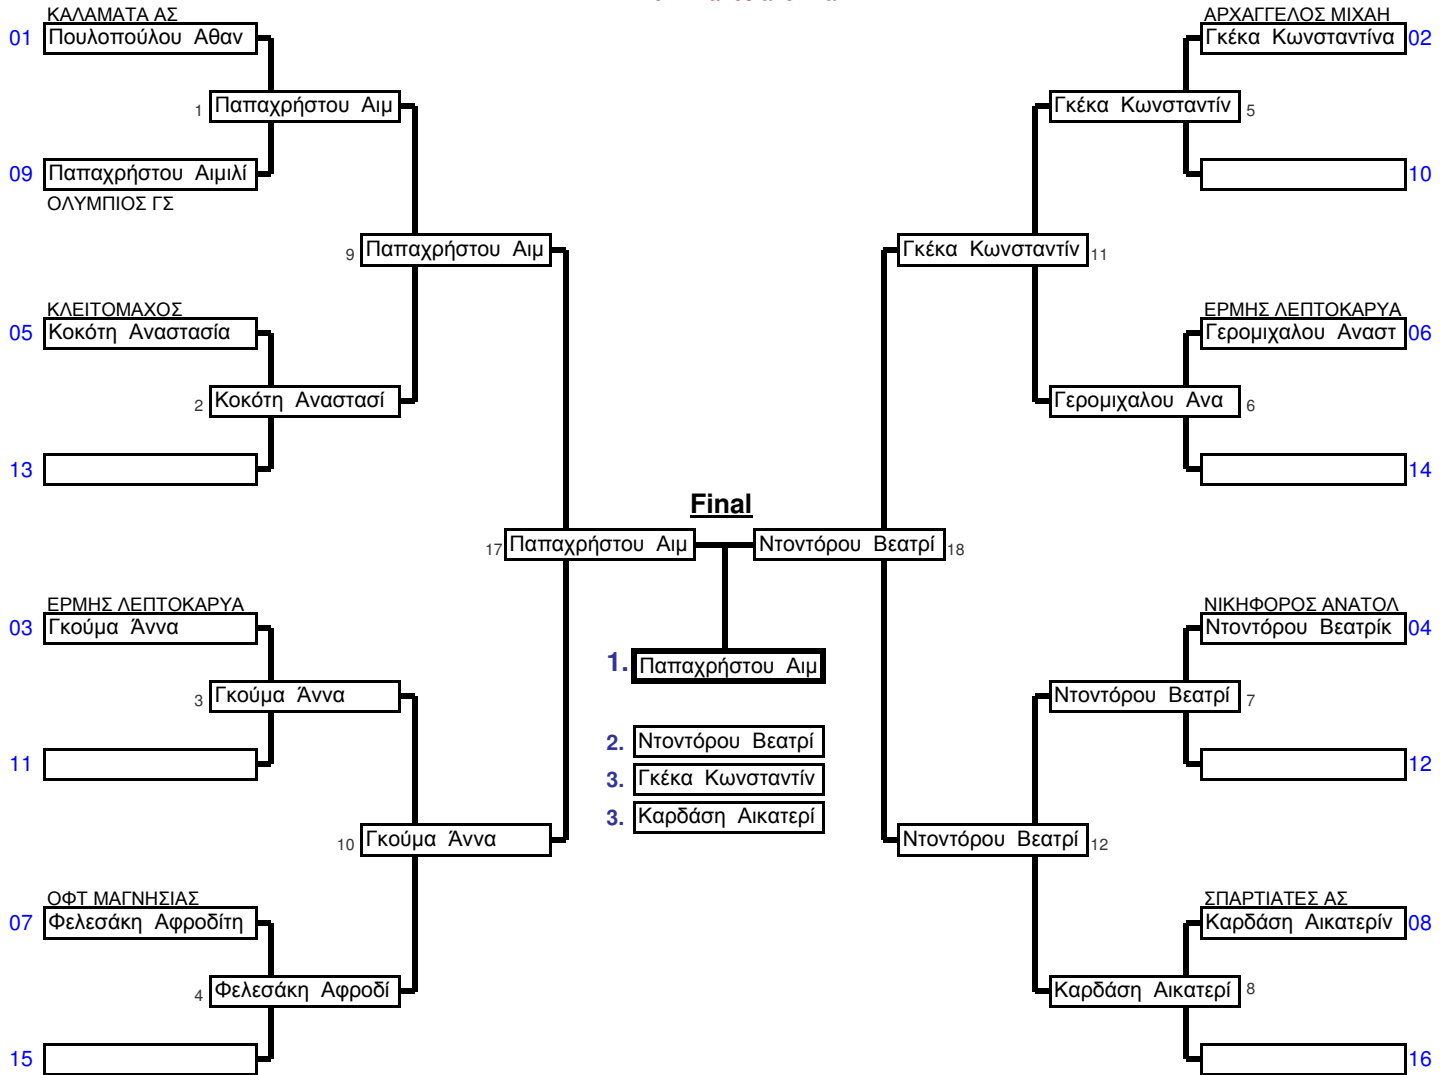 ΚΑΛΑΜΑΤΑ ΑΣ
01 Πουλοπούλου Αθαν
1 Παπαχρήστου Αιμ
09 Παπαχρήστου Αιμιλί
ΟΛΥΜΠΙΟΣ ΓΣ
9 Παπαχρήστου Αιμ
ΚΛΕΙΤΟΜΑΧΟΣ
05 Κοκότη Αναστασία
2 Κοκότη Αναστασί
13
17 Παπαχρήστου Αιμ
ΕΡΜΗΣ ΛΕΠΤΟΚΑΡΥΑ
03 Γκούμα Άννα
3 Γκούμα Άννα
11
10 Γκούμα Άννα
ΟΦΤ ΜΑΓΝΗΣΙΑΣ
07 Φελεσάκη Αφροδίτη
4 Φελεσάκη Αφροδί
15
Final
1. Παπαχρήστου Αιμ
2. Ντοντόρου Βεατρί
3. Γκέκα Κωνσταντίν
3. Καρδάση Αικατερί
ΑΡΧΑΓΓΕΛΟΣ ΜΙΧΑΗ
Γκέκα Κωνσταντίνα 02
Γκέκα Κωνσταντίν 5
10
Γκέκα Κωνσταντίν 11
ΕΡΜΗΣ ΛΕΠΤΟΚΑΡΥΑ
Γερομιχαλου Αναστ 06
Γερομιχαλου Ανα 6
14
Ντοντόρου Βεατρί 18
ΝΙΚΗΦΟΡΟΣ ΑΝΑΤΟΛ
Ντοντόρου Βεατρίκ 04
Ντοντόρου Βεατρί 7
12
Ντοντόρου Βεατρί 12
ΣΠΑΡΤΙΑΤΕΣ ΑΣ
Καρδάση Αικατερίν 08
Καρδάση Αικατερί 8
16